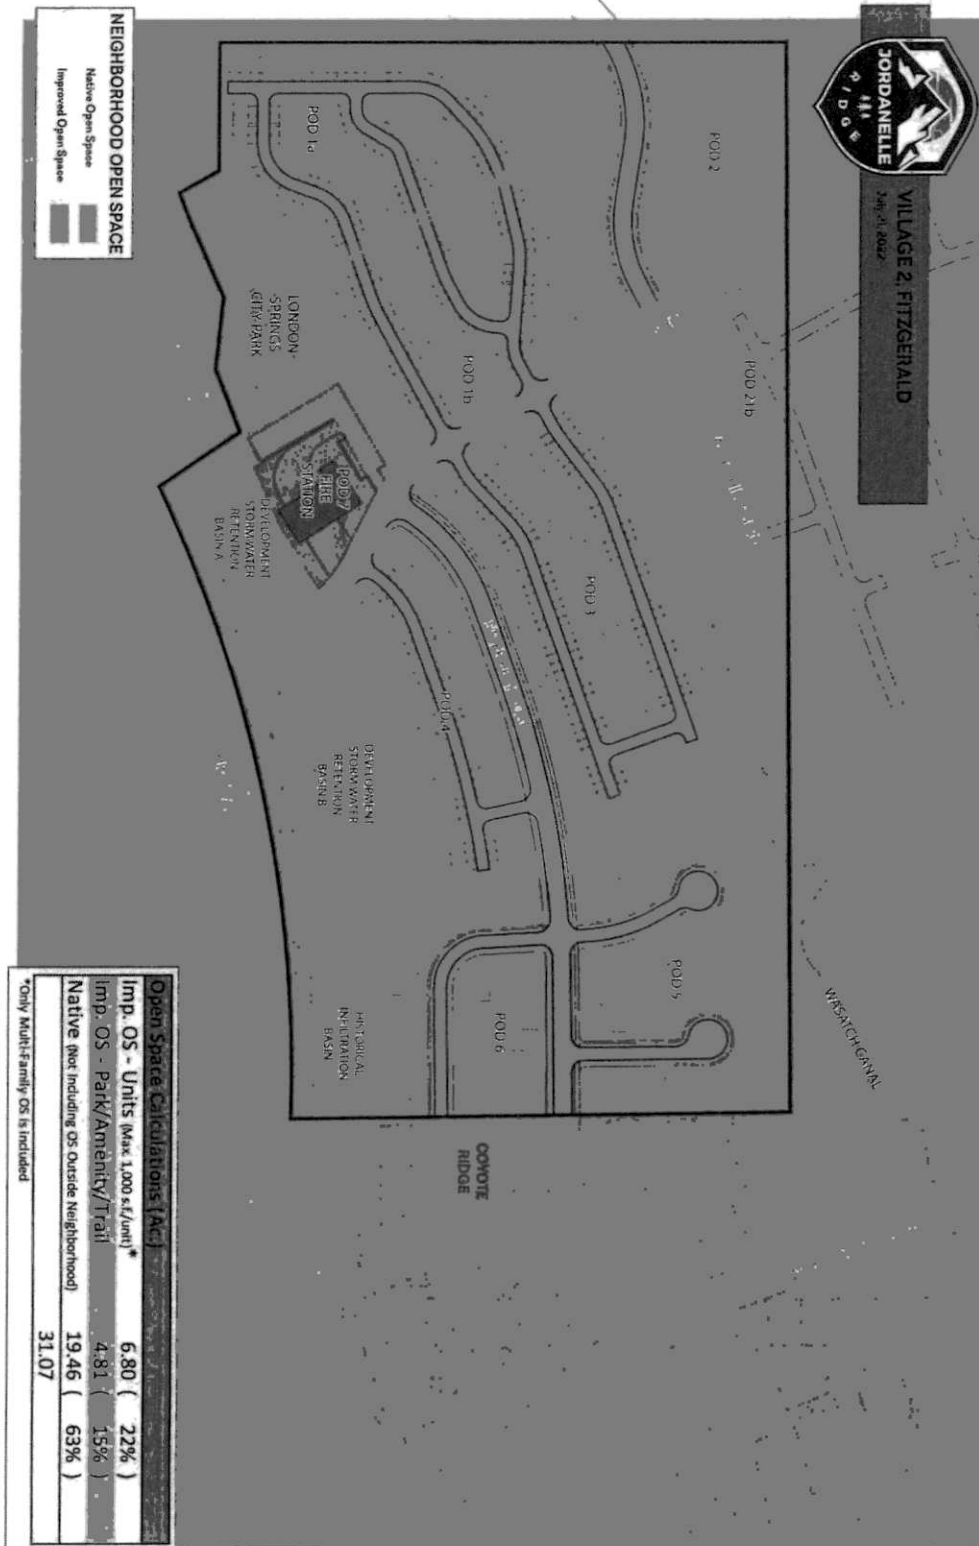 JORDANELLE
RIDGE
VILLAGE 2, FITZGERALD
July 21, 2022
POD 2
POD 21b
WASATCH CANAL
POD 1a
POD 1b
POD 3
LONDON
SPRINGS
CITY PARK
POD 7
FIRE
STATION
DEVELOPMENT
STORM WATER
RETENTION
BASIN A
POD 4
DEVELOPMENT
STORM WATER
RETENTION
BASIN B
POD 5
POD 6
HISTORICAL
INFILTRATION
BASIN
COYOTE
RIDGE
NEIGHBORHOOD OPEN SPACE
Native Open Space
Improved Open Space
Open Space Calculations (Ac.)
Imp. OS - Units (Max 1,000 s.f./unit)* 6.80 ( 22% )
Imp. OS - Park/Amenity/Trail 4.81 ( 15% )
Native (Not Including OS Outside Neighborhood) 19.46 ( 63% )
31.07
*Only Multi-Family OS is included